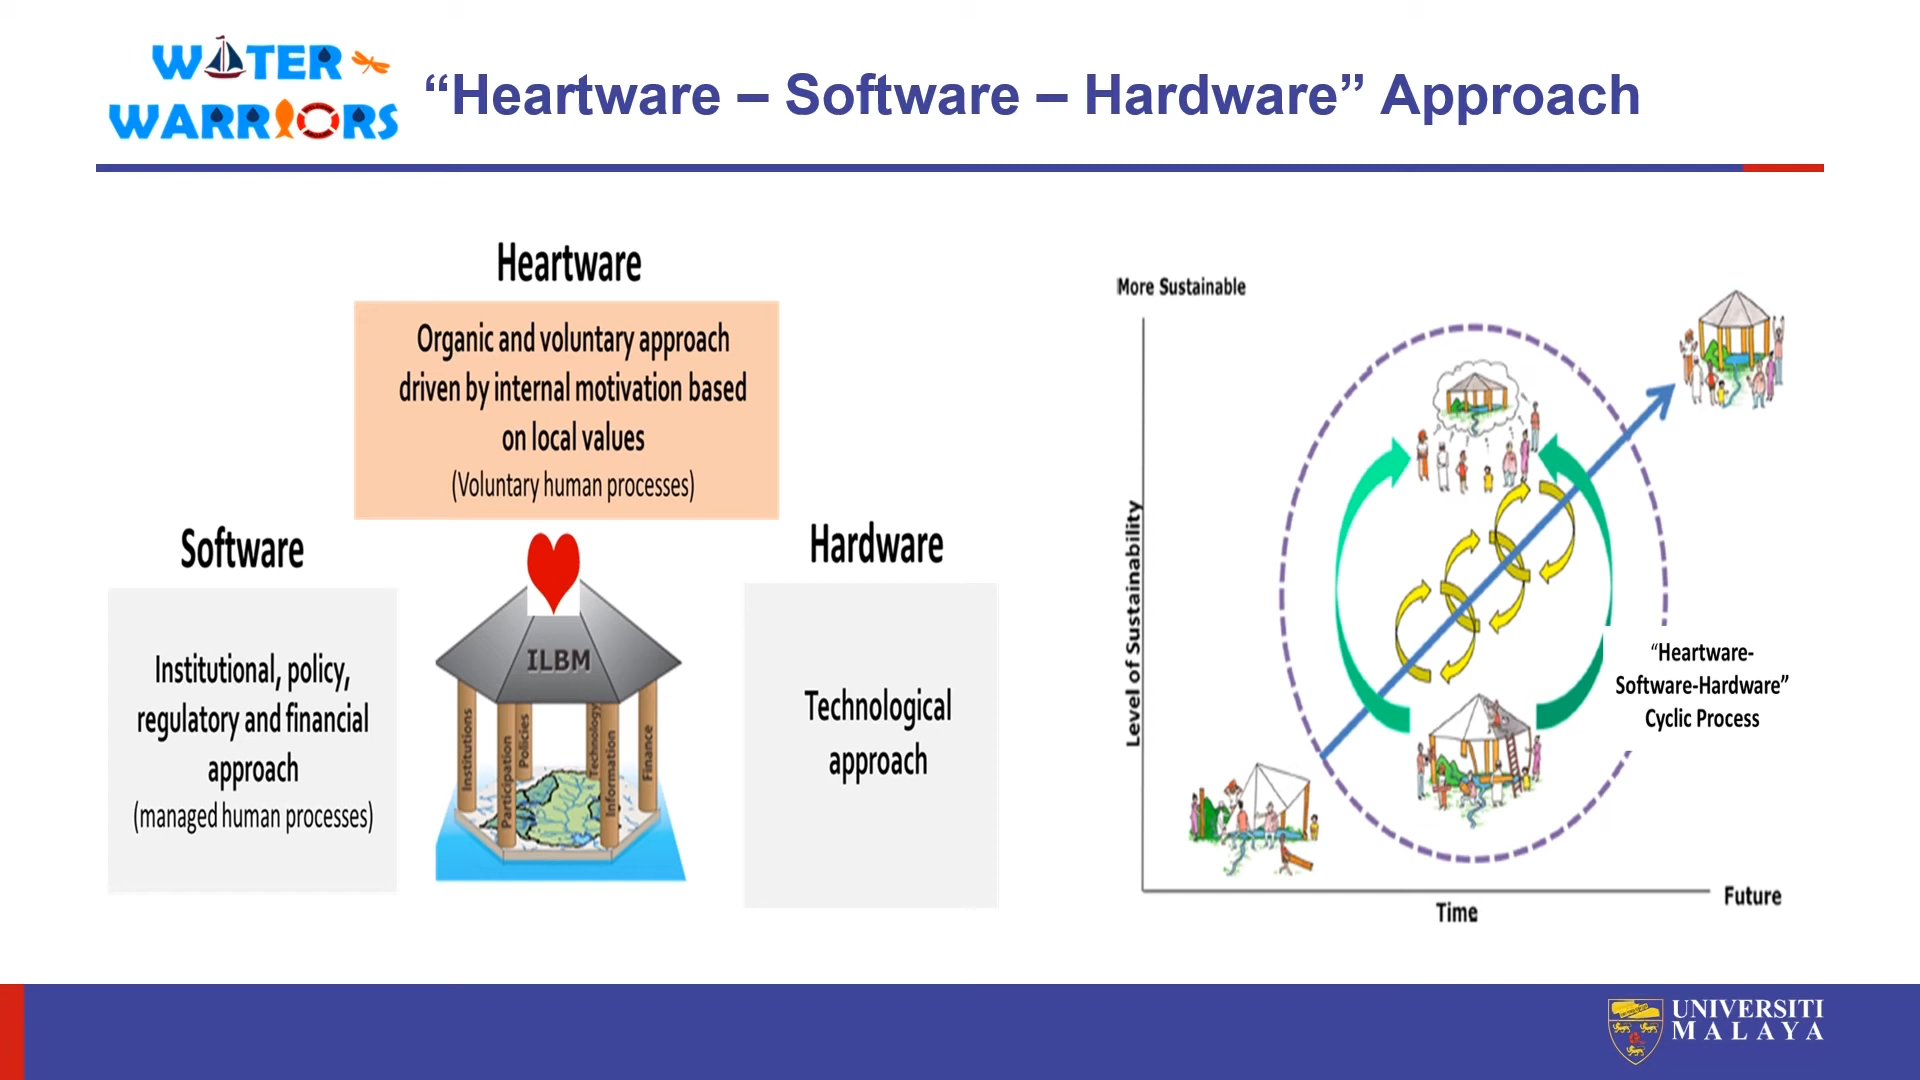 WATER
WARRIORS
“Heartware – Software – Hardware” Approach
Heartware
Organic and voluntary approach
driven by internal motivation based
on local values
(Voluntary human processes)
Software
Institutional, policy,
regulatory and financial
approach
(managed human processes)
ILBM
Institutions
Participation
Policies
Technology
Information
Finance
Hardware
Technological
approach
More Sustainable
Level of Sustainability
“Heartware-
Software-Hardware”
Cyclic Process
Time
Future
UNIVERSITI
MALAYA